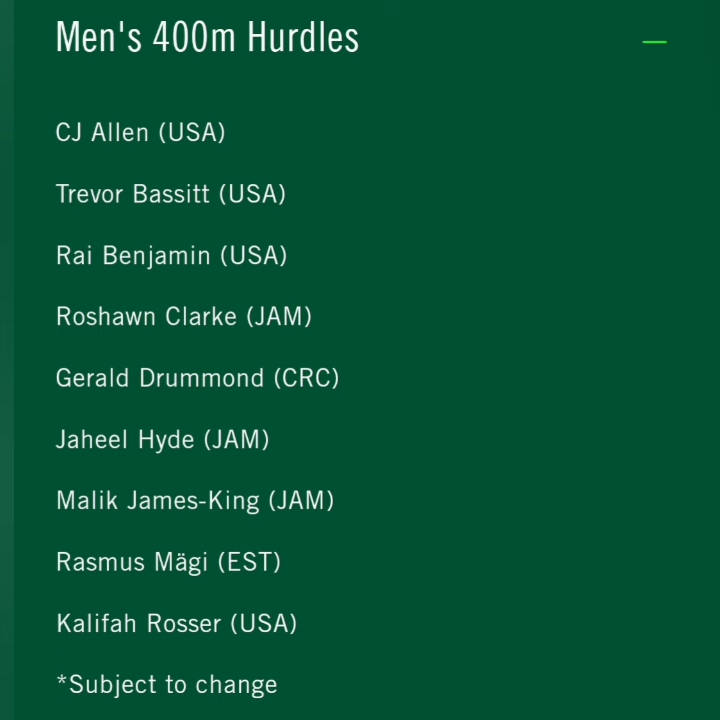 Men's 400m Hurdles
CJ Allen (USA)
Trevor Bassitt (USA)
Rai Benjamin (USA)
Roshawn Clarke (JAM)
Gerald Drummond (CRC)
Jaheel Hyde (JAM)
Malik James-King (JAM)
Rasmus Mägi (EST)
Kalifah Rosser (USA)
*Subject to change